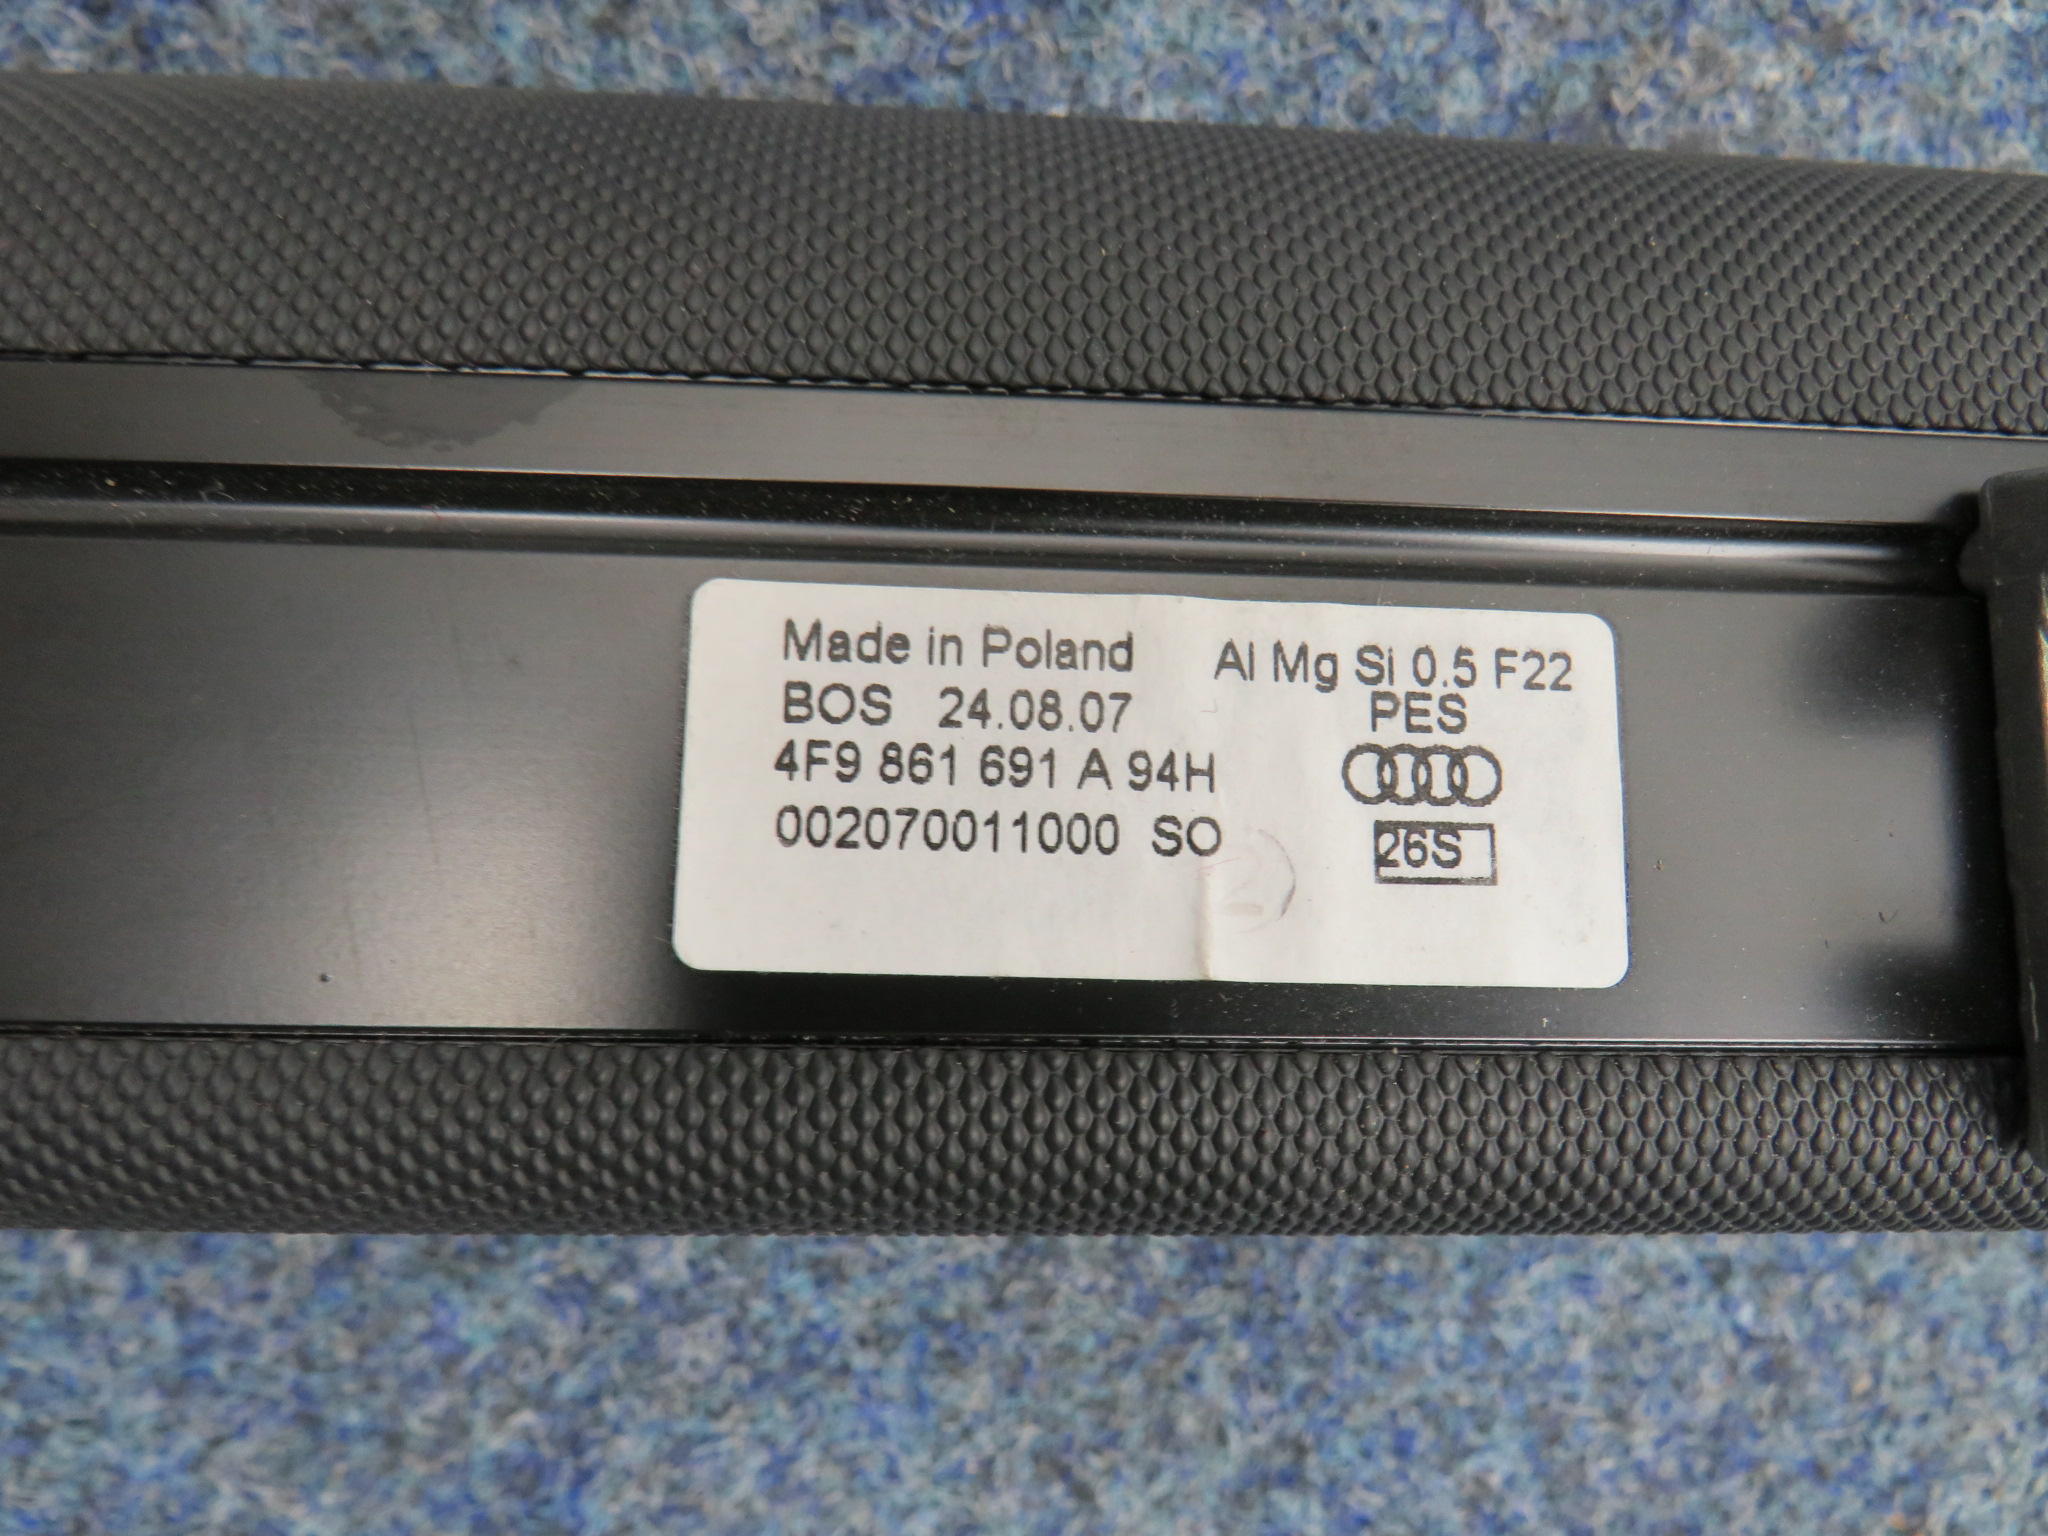 Made in Poland
BOS 24.08.07
4F9 861 691 A 94H
002070011000 SO
Al Mg Si 0.5 F22
PES
26S
2